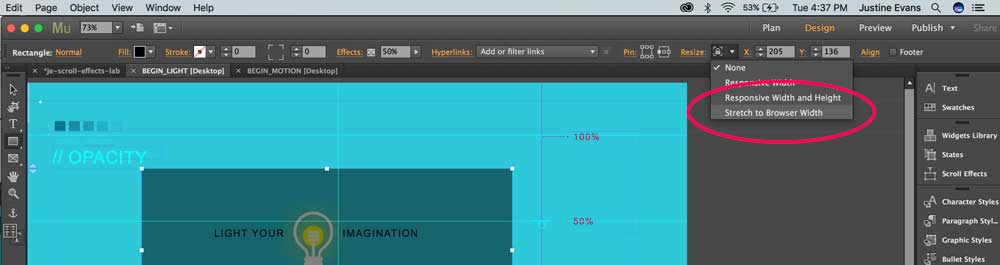 Edit Page Object View Window Help 53% Tue 4:37 PM Justine Evans
Mu 73% Plan Design Preview Publish
Rectangle: Normal Fill: Stroke: 0 0 Effects: 50% Hyperlinks: Add or filter links Pin: Resize: X: 205 Y: 136 Align Footer
× *je-scroll-effects-lab × BEGIN_LIGHT [Desktop] × BEGIN_MOTION [Desktop]
✓ None
Responsive Width
Responsive Width and Height
Stretch to Browser Width
Text
Swatches
Widgets Library
States
Scroll Effects
Character Styles
Paragraph Styl...
Graphic Styles
Bullet Styles
// OPACITY
100%
50%
LIGHT YOUR IMAGINATION